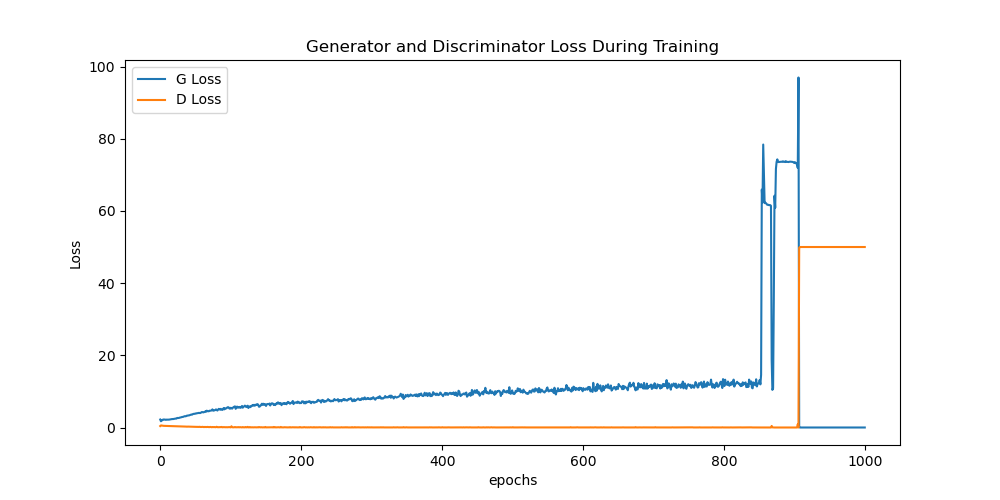 Generator and Discriminator Loss During Training
G Loss
D Loss
100
80
60
40
20
0
Loss
0 200 400 600 800 1000
epochs